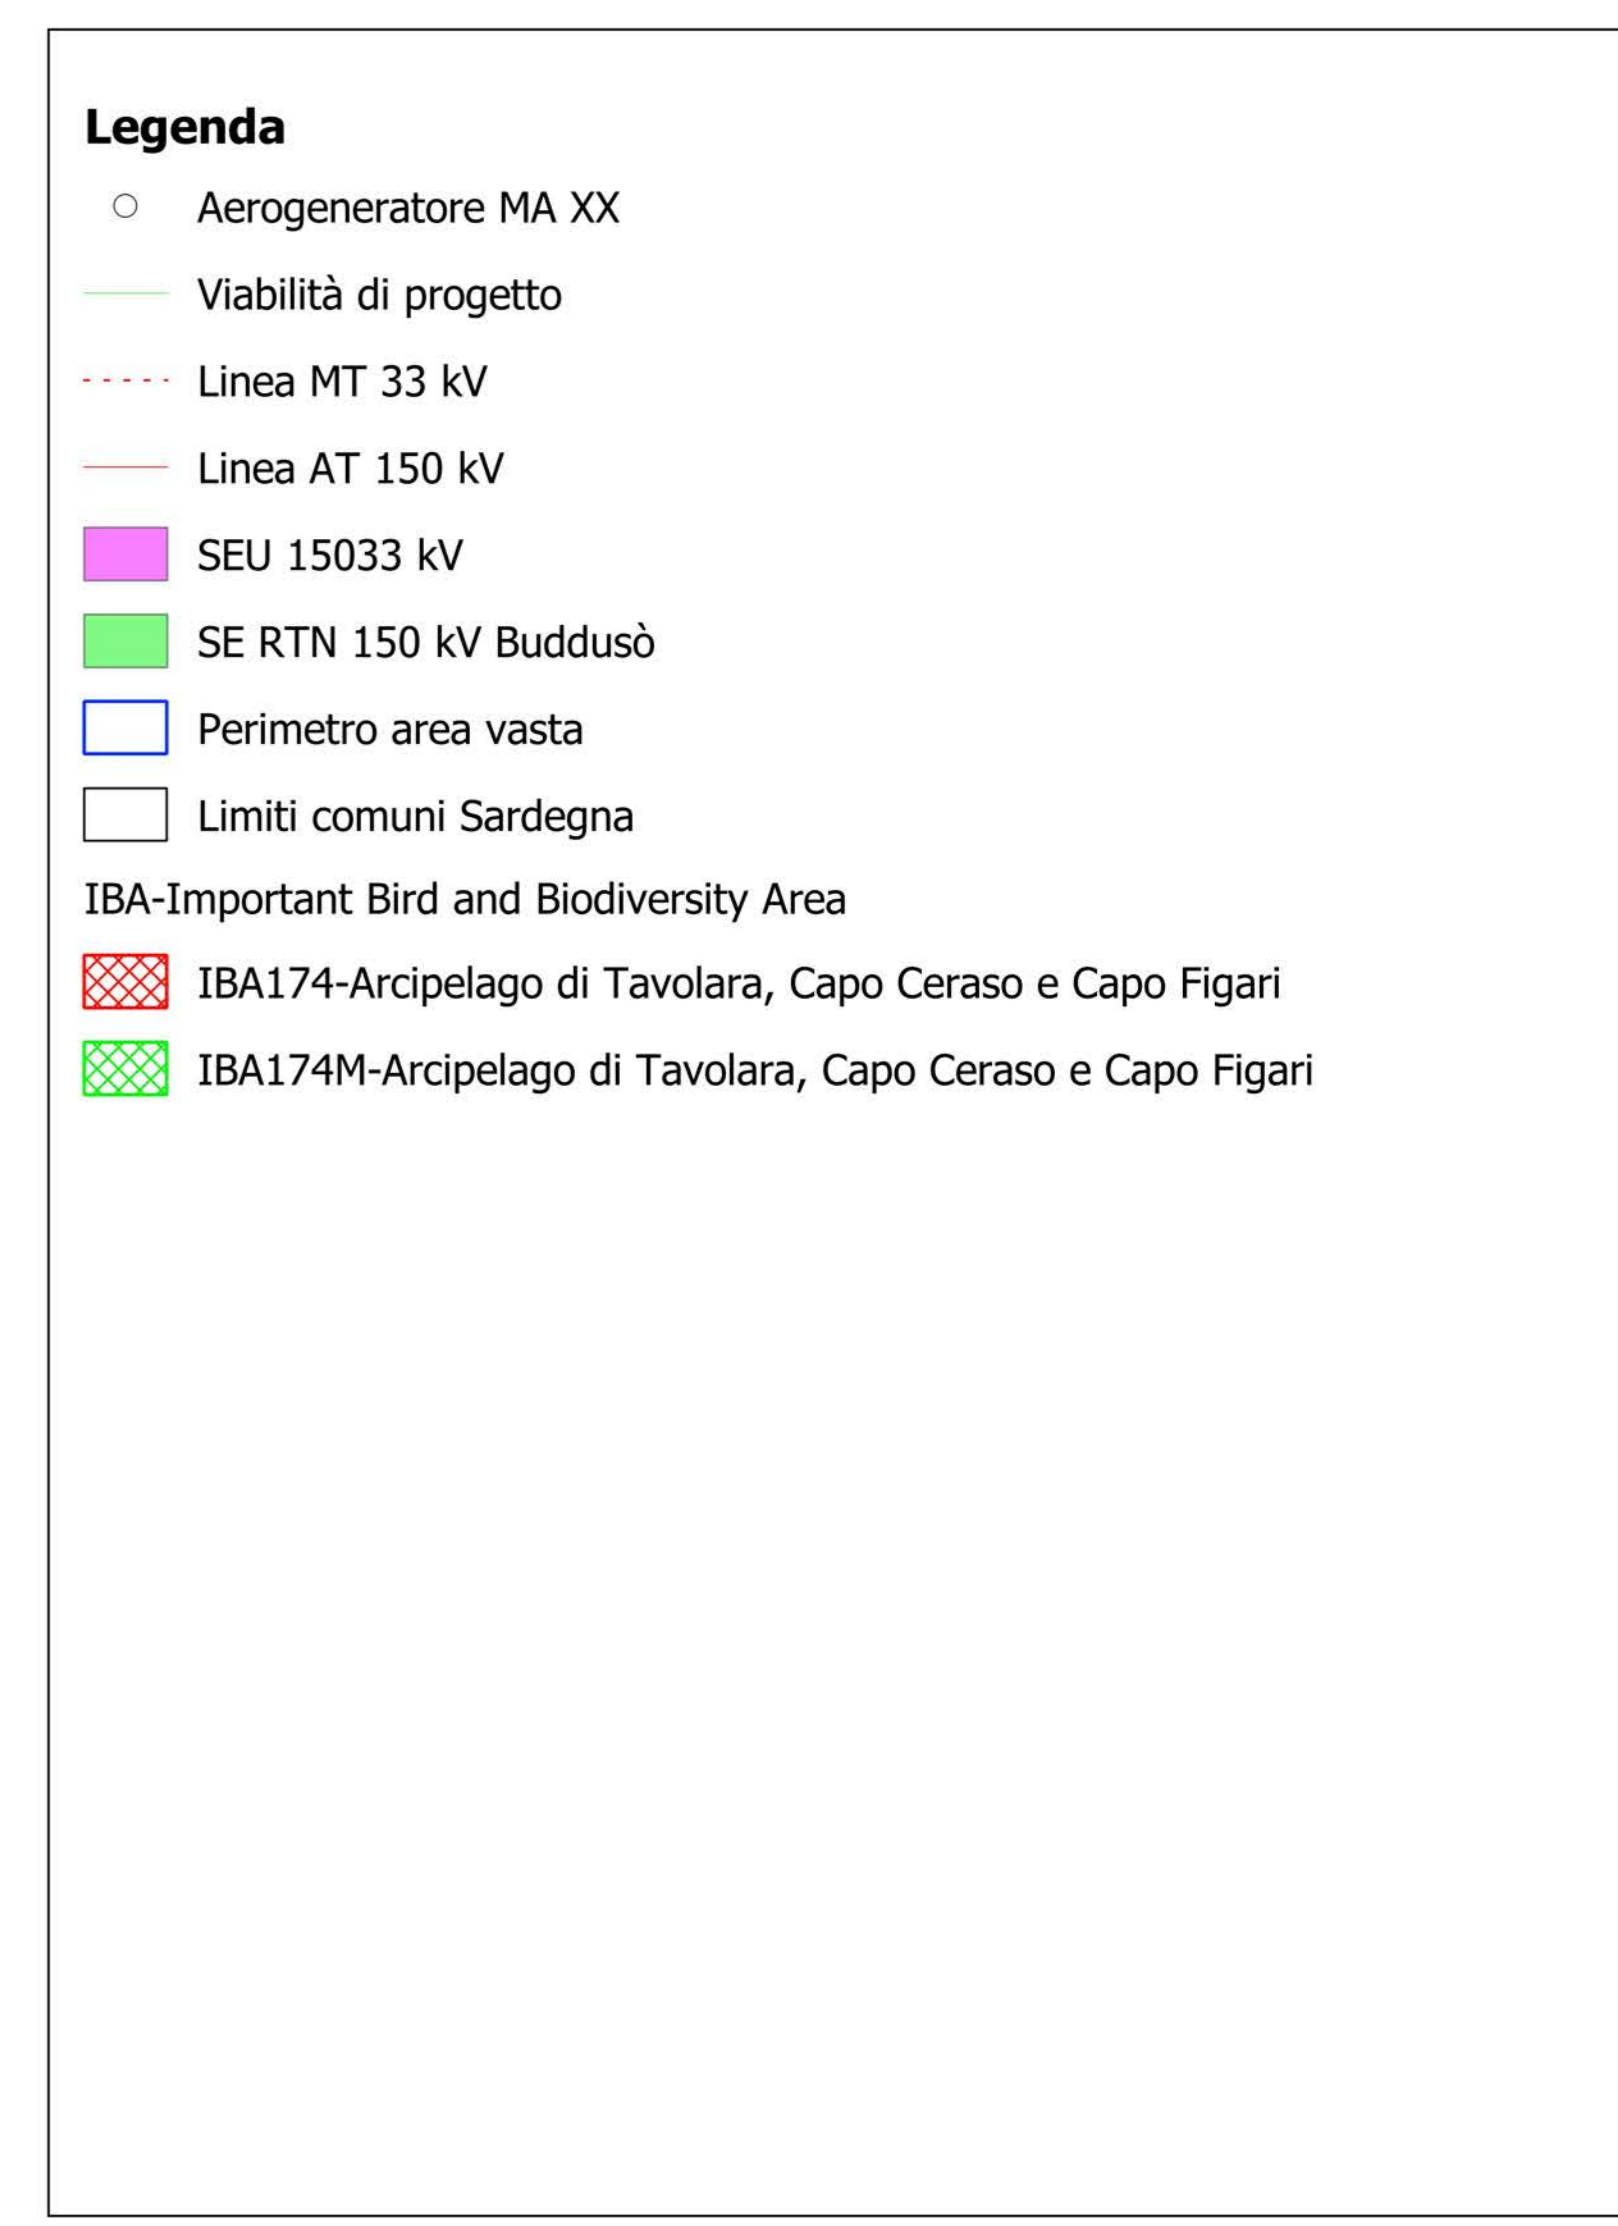 Legenda
Aerogeneratore MA XX
Viabilità di progetto
Linea MT 33 kV
Linea AT 150 kV
SEU 15033 kV
SE RTN 150 kV Buddusò
Perimetro area vasta
Limiti comuni Sardegna
IBA-Important Bird and Biodiversity Area
IBA174-Arcipelago di Tavolara, Capo Ceraso e Capo Figari
IBA174M-Arcipelago di Tavolara, Capo Ceraso e Capo Figari